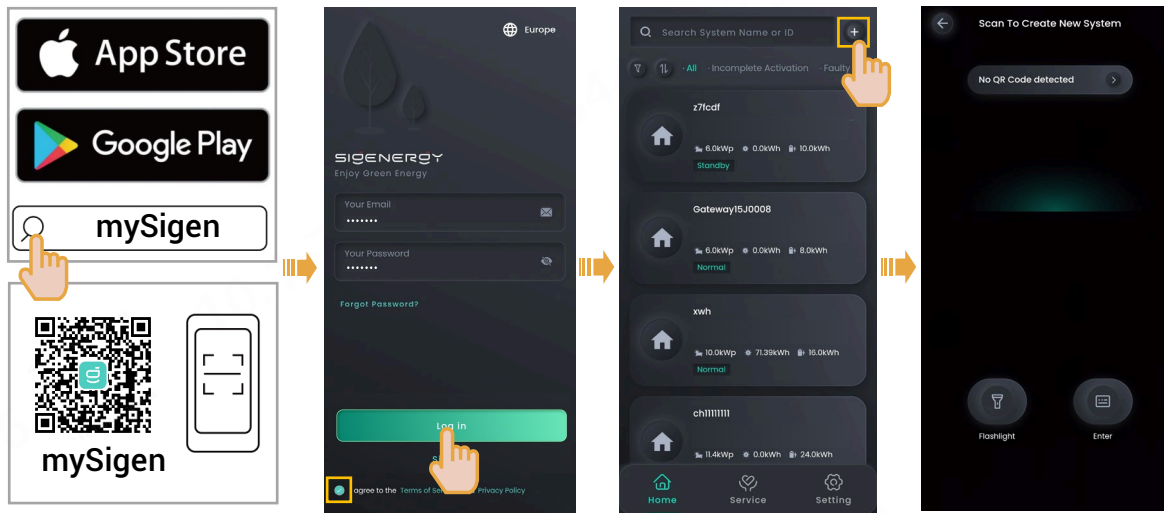 App Store
Google Play
mySigen
mySigen
Europe
SIGENERGY
Enjoy Green Energy
Your Email
Your Password
Forgot Password?
Log in
agree to the Terms of Privacy Policy
Search System Name or ID
All · Incomplete Activation · Faulty
z7fcdf
6.0kWp 0.0kWh 10.0kWh
Standby
Gateway15J0008
6.0kWp 0.0kWh 8.0kWh
Normal
xwh
10.0kWp 71.39kWh 16.0kWh
Normal
ch11111111
11.4kWp 0.0kWh 24.0kWh
Home Service Setting
Scan To Create New System
No QR Code detected
Flashlight Enter